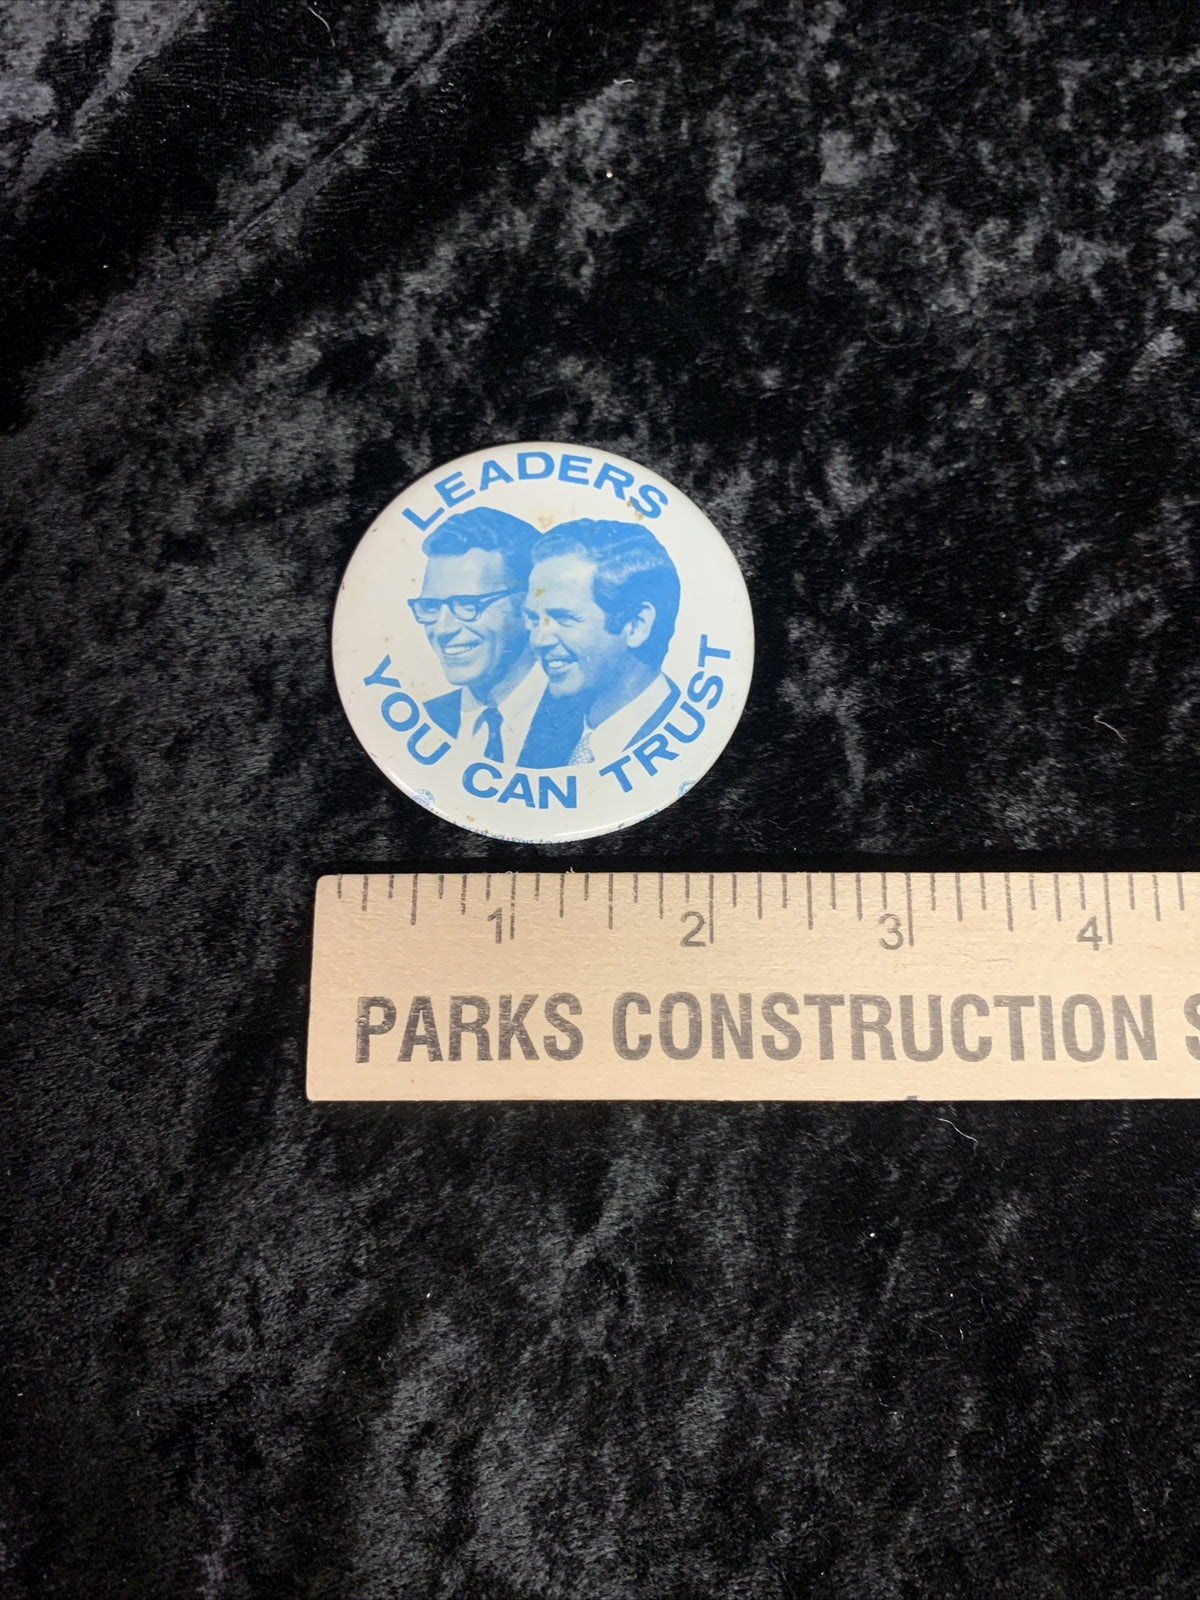 LEADERS
YOU CAN TRUST
1 2 3 4
PARKS CONSTRUCTION